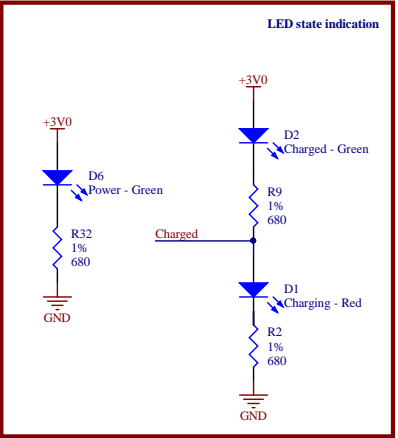 LED state indication
+3V0
D6
Power - Green
R32
1%
680
GND
+3V0
D2
Charged - Green
R9
1%
680
Charged
D1
Charging - Red
R2
1%
680
GND